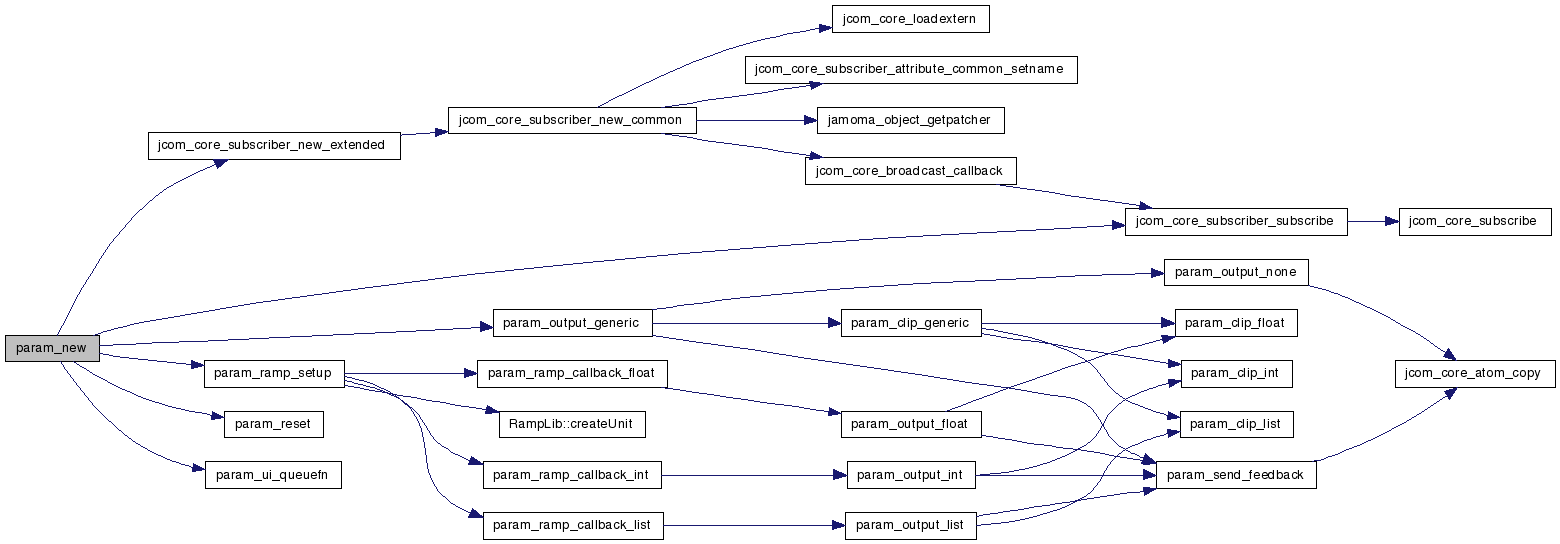 jcom_core_loadextern
jcom_core_subscriber_attribute_common_setname
jcom_core_subscriber_new_common
jamoma_object_getpatcher
jcom_core_subscriber_new_extended
jcom_core_broadcast_callback
jcom_core_subscriber_subscribe
jcom_core_subscribe
param_output_none
param_output_generic
param_clip_generic
param_clip_float
param_new
param_ramp_setup
param_ramp_callback_float
param_clip_int
jcom_core_atom_copy
param_reset
RampLib::createUnit
param_output_float
param_clip_list
param_ui_queuefn
param_ramp_callback_int
param_output_int
param_send_feedback
param_ramp_callback_list
param_output_list